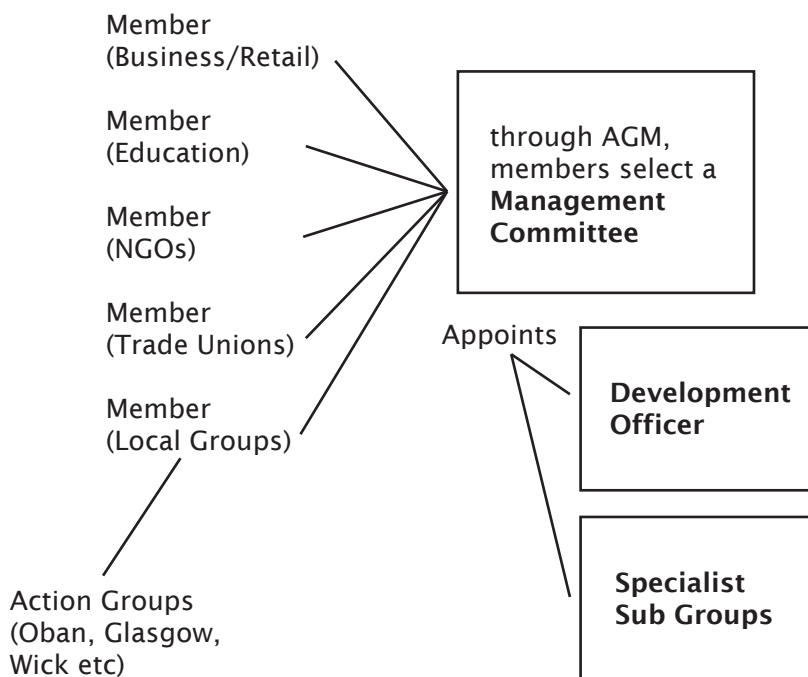 Member
(Business/Retail)
Member
(Education)
Member
(NGOs)
Member
(Trade Unions)
Member
(Local Groups)
Action Groups
(Oban, Glasgow,
Wick etc)
through AGM,
members select a
Management
Committee
Appoints
Development
Officer
Specialist
Sub Groups